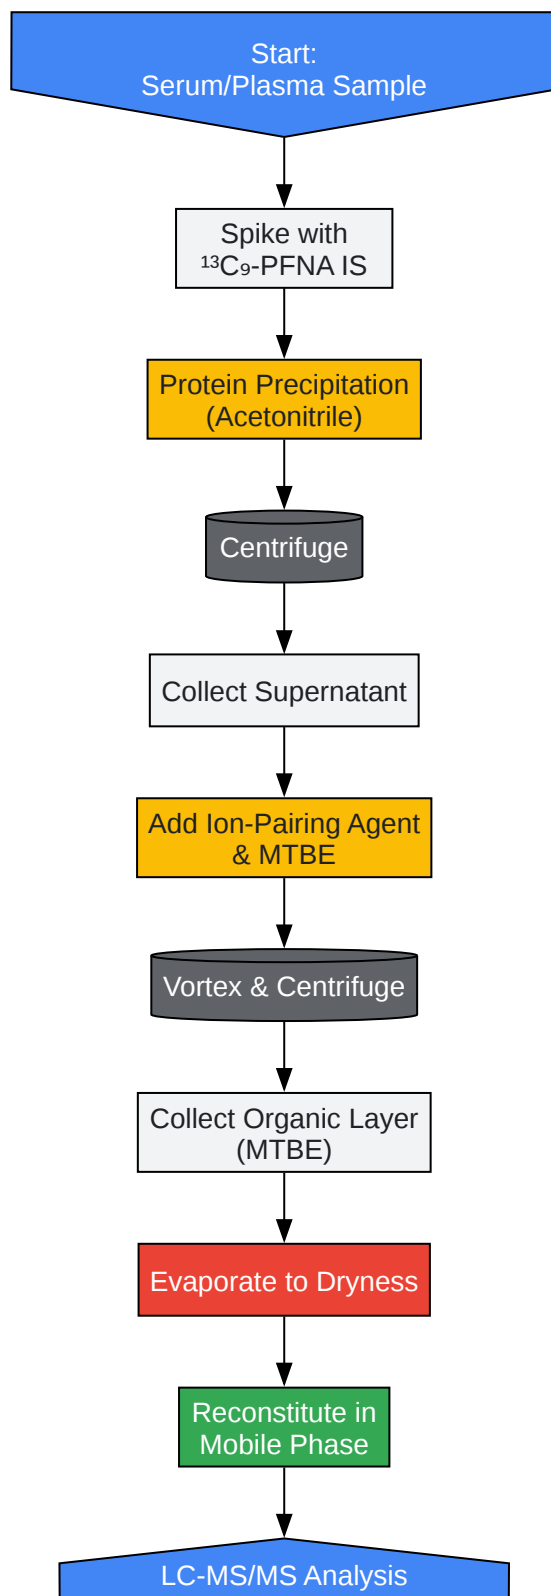 Start:
Serum/Plasma Sample
Spike with
¹³C₉-PFNA IS
Protein Precipitation
(Acetonitrile)
Centrifuge
Collect Supernatant
Add Ion-Pairing Agent
& MTBE
Vortex & Centrifuge
Collect Organic Layer
(MTBE)
Evaporate to Dryness
Reconstitute in
Mobile Phase
LC-MS/MS Analysis